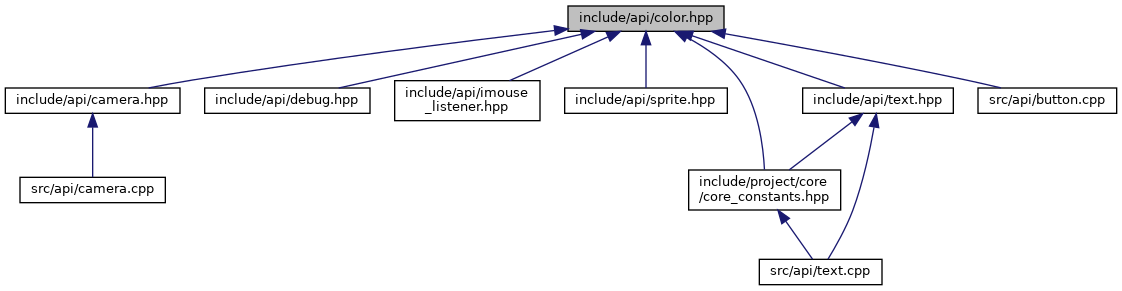 include/api/color.hpp
include/api/camera.hpp
include/api/debug.hpp
include/api/imouse
_listener.hpp
include/api/sprite.hpp
include/api/text.hpp
src/api/button.cpp
src/api/camera.cpp
include/project/core
/core_constants.hpp
src/api/text.cpp